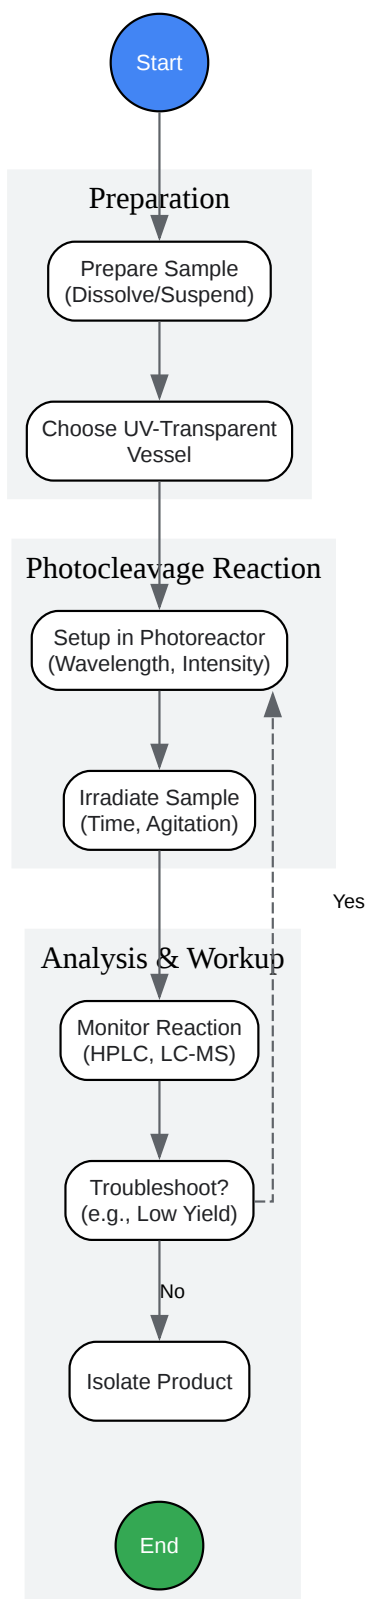 Start
Preparation
Prepare Sample
(Dissolve/Suspend)
Choose UV-Transparent
Vessel
Photocleavage Reaction
Setup in Photoreactor
(Wavelength, Intensity)
Irradiate Sample
(Time, Agitation)
Yes
Analysis & Workup
Monitor Reaction
(HPLC, LC-MS)
Troubleshoot?
(e.g., Low Yield)
No
Isolate Product
End